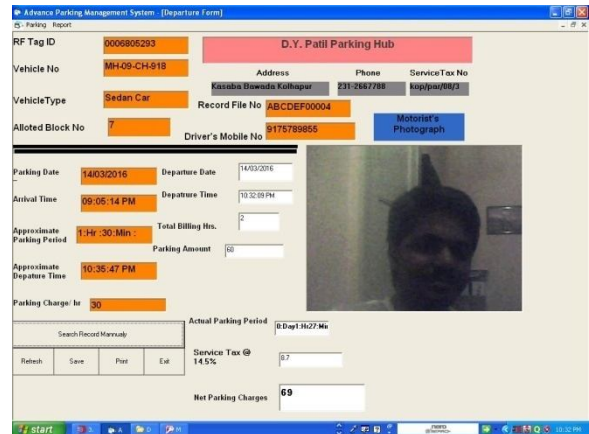 Advance Parking Management System - [Departure Form]
Parking Report
RF Tag ID 0006805293 D.Y. Patil Parking Hub
Vehicle No MH-09-CH-918
Address Phone ServiceTax No
Kasaba Bawada Kolhapur 231-2667788 kop/par/08/3
VehicleType Sedan Car
Record File No ABCDEF00004
Alloted Block No 7
Driver's Mobile No 9175789855
Motorist's
Photograph
Parking Date 14/03/2016 Departure Date 14/03/2016
Arrival Time 09:05:14 PM Depatrure Time 10:32:09 PM
Approximate
Parking Period 1:Hr :30:Min : Total Billing Hrs. 2
Parking Amount 60
Approximate
Depature Time 10:35:47 PM
Parking Charge/ hr 30
Actual Parking Period 0:Day1:Hr27:Min
Search Record Mannualy
Service Tax @
14.5% 8.7
Refresh Save Print Exit
Net Parking Charges 69
start 10:32 PM